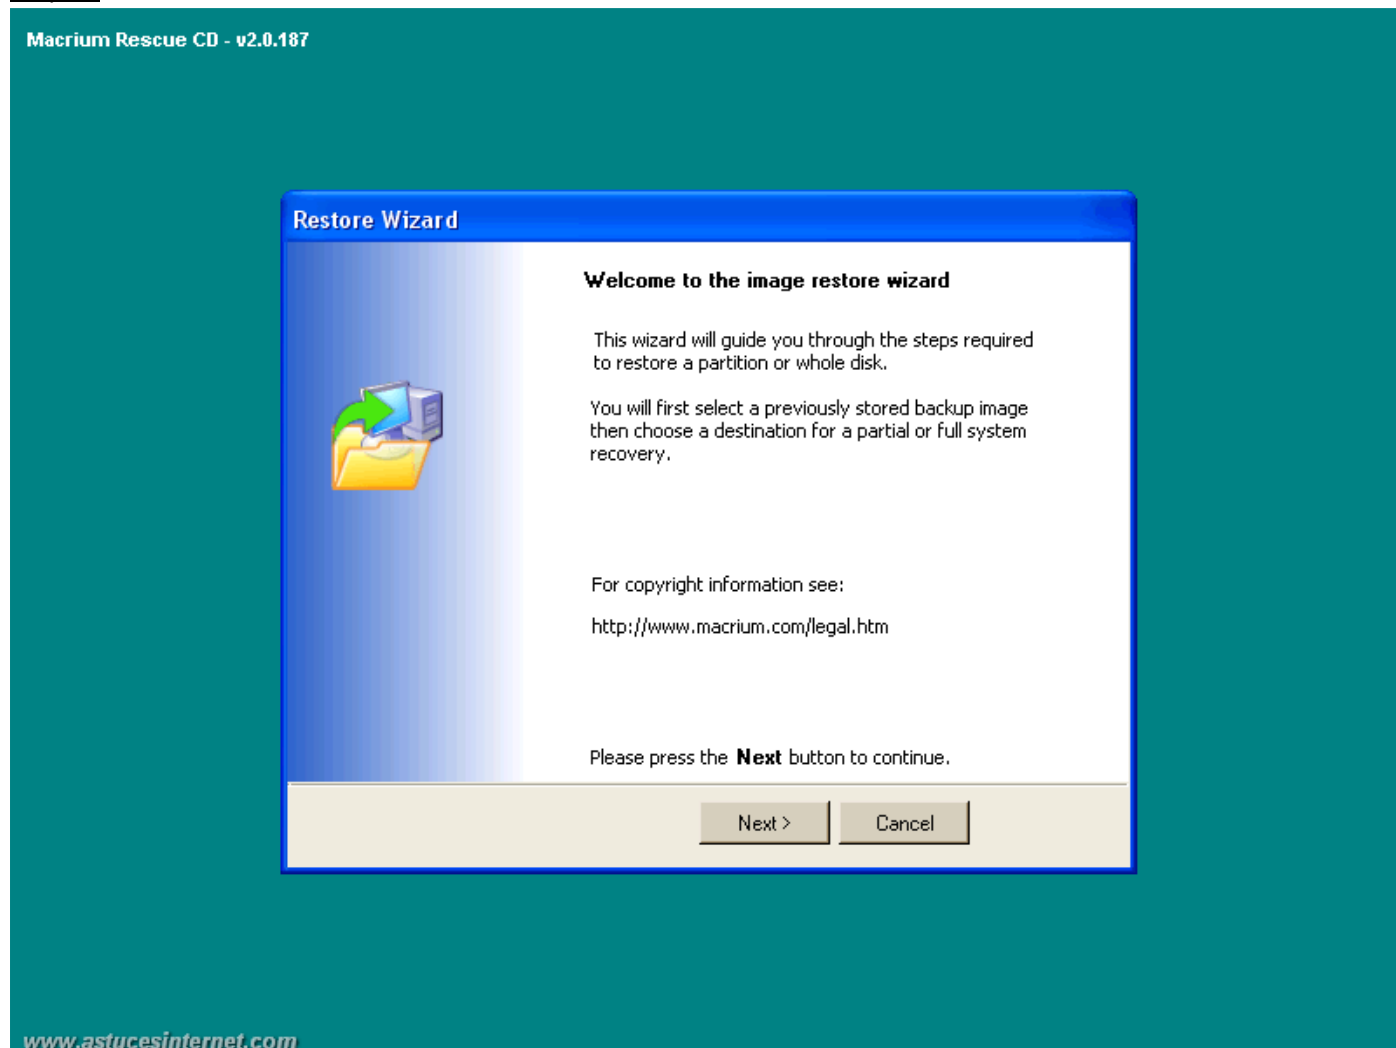 Macrium Rescue CD - v2.0.187
Restore Wizard
Welcome to the image restore wizard
This wizard will guide you through the steps required
to restore a partition or whole disk.
You will first select a previously stored backup image
then choose a destination for a partial or full system
recovery.
For copyright information see:
http://www.macrium.com/legal.htm
Please press the Next button to continue.
Next >
Cancel
www.astucesinternet.com